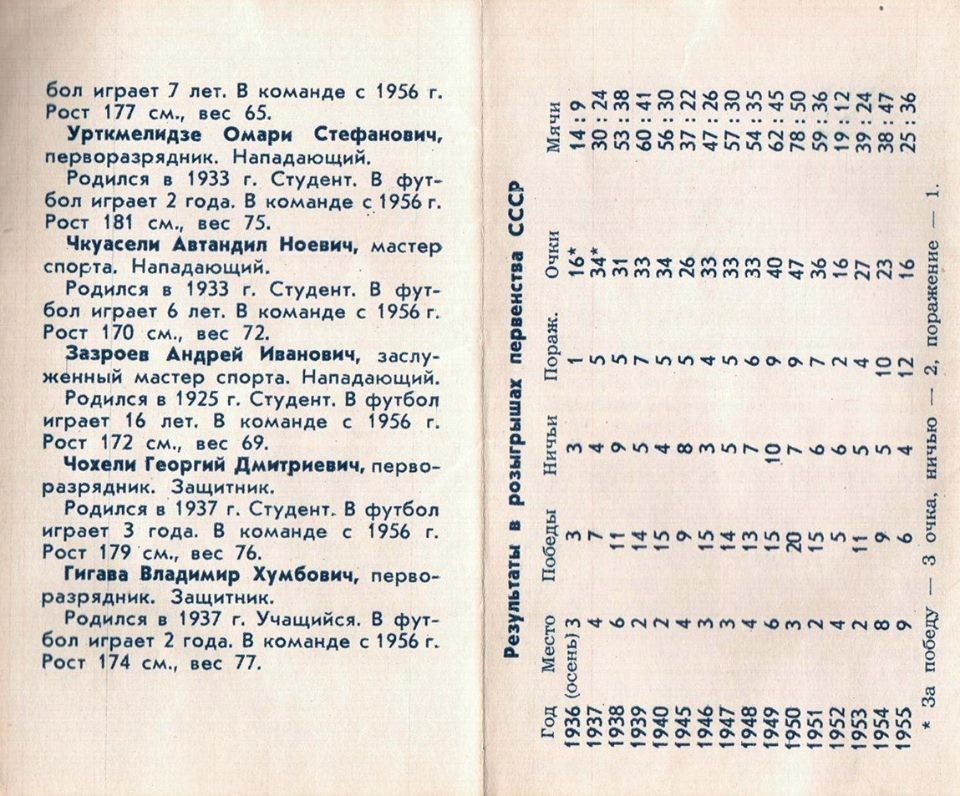 бол играет 7 лет. В команде с 1956 г.
Рост 177 см., вес 65.
Урткмелидзе Омари Стефанович,
перворазрядник. Нападающий.
Родился в 1933 г. Студент. В фут-
бол играет 2 года. В команде с 1956 г.
Рост 181 см., вес 75.
Чкуасели Автандил Ноевич, мастер
спорта. Нападающий.
Родился в 1933 г. Студент. В фут-
бол играет 6 лет. В команде с 1956 г.
Рост 170 см., вес 72.
Зазроев Андрей Иванович, заслу-
женный мастер спорта. Нападающий.
Родился в 1925 г. Студент. В футбол
играет 16 лет. В команде с 1956 г.
Рост 172 см., вес 69.
Чохели Георгий Дмитриевич, перво-
разрядник. Защитник.
Родился в 1937 г. Студент. В футбол
играет 3 года. В команде с 1956 г.
Рост 179 см., вес 76.
Гигава Владимир Хумбович, перво-
разрядник. Защитник.
Родился в 1937 г. Учащийся. В фут-
бол играет 2 года. В команде с 1956 г.
Рост 174 см., вес 77.
Результаты в розыгрышах первенства СССР
Год Место Победы Ничьи Пораж. Очки Мячи
1936 (осень) 3 3 3 1 16* 14 : 9
1937 4 7 4 5 34* 30 : 24
1938 6 11 9 5 31 53 : 38
1939 2 14 5 7 33 60 : 41
1940 2 15 4 5 34 56 : 30
1945 4 9 8 5 26 37 : 22
1946 3 15 3 4 33 47 : 26
1947 3 14 5 5 33 57 : 30
1948 4 13 7 6 33 54 : 35
1949 6 15 10 9 40 62 : 45
1950 3 20 7 9 47 78 : 50
1951 2 15 6 7 36 59 : 36
1952 4 5 6 2 16 19 : 12
1953 2 11 5 4 27 39 : 24
1954 8 9 5 10 23 38 : 47
1955 9 6 4 12 16 25 : 36
* За победу — 3 очка, ничью — 2, поражение — 1.